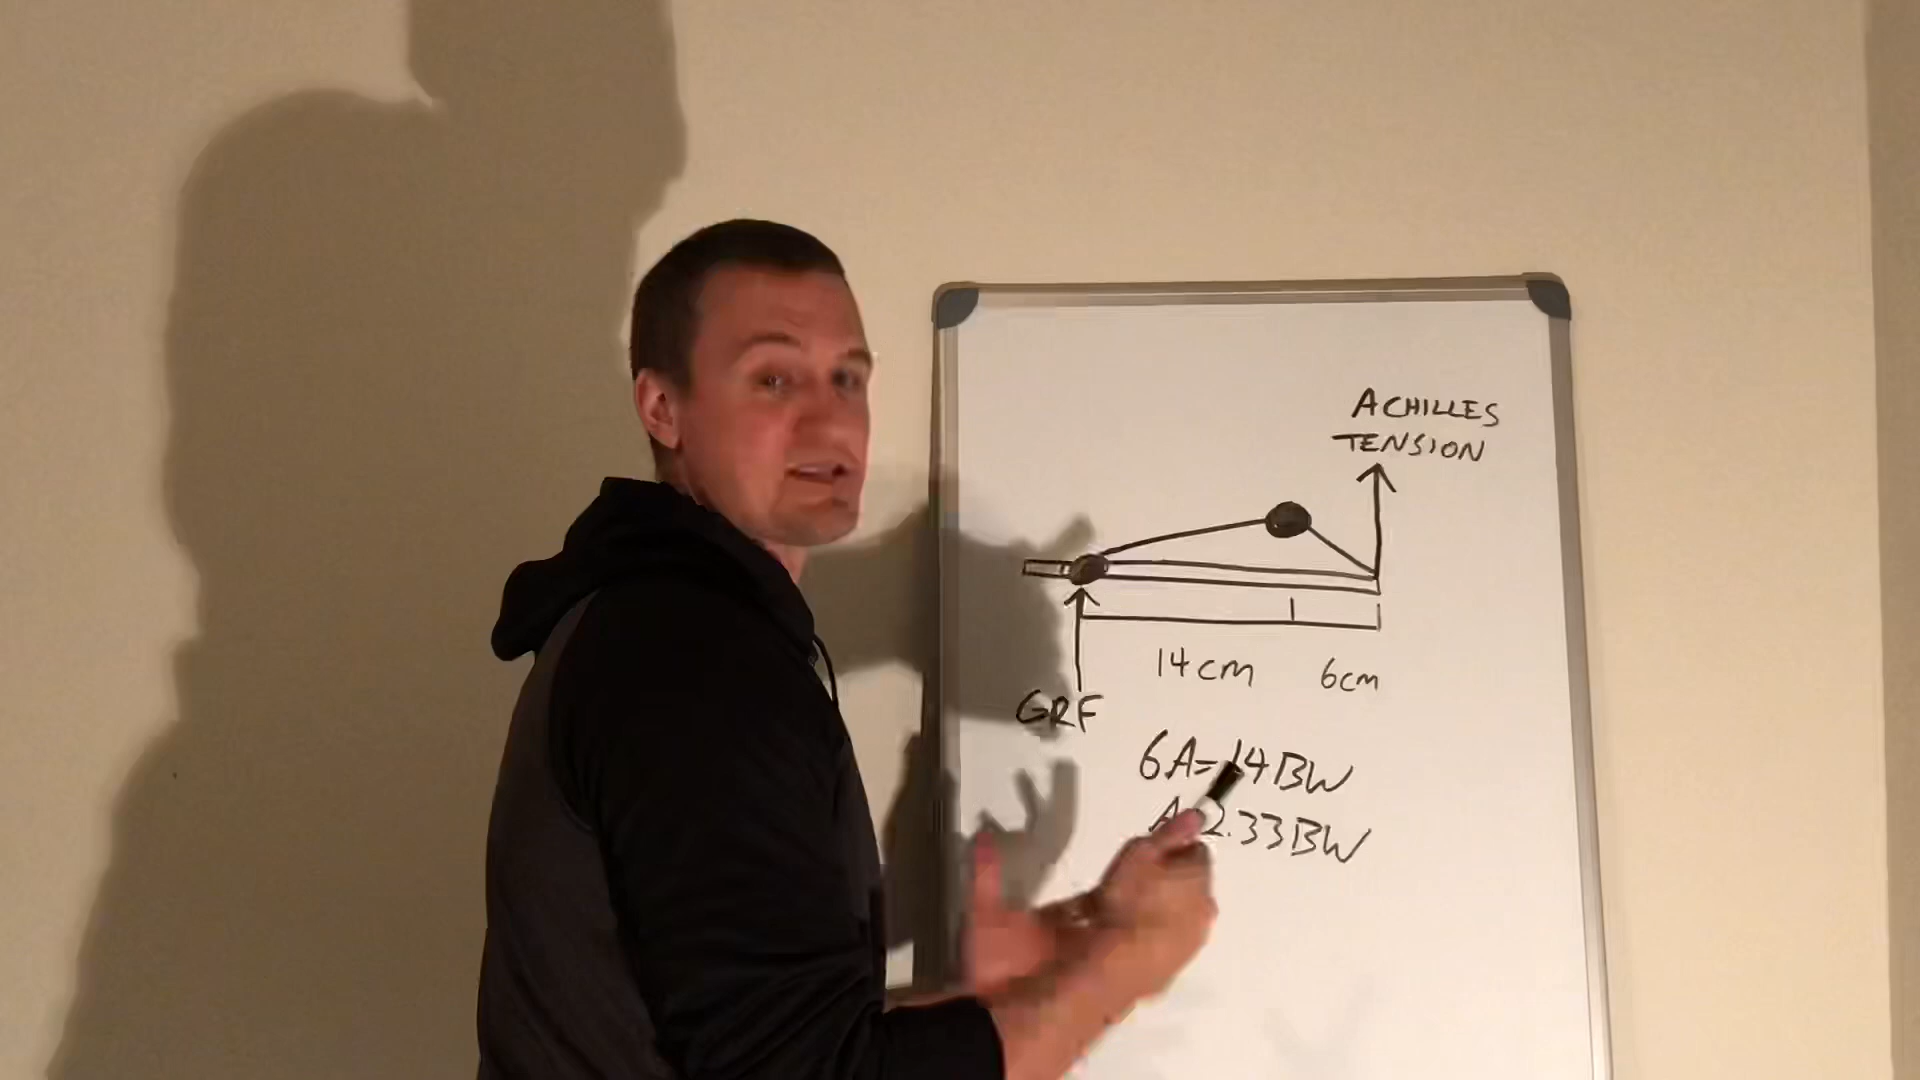 ACHILLES
TENSION
14cm 6cm
GRF
6A=14BW
A 2.33BW